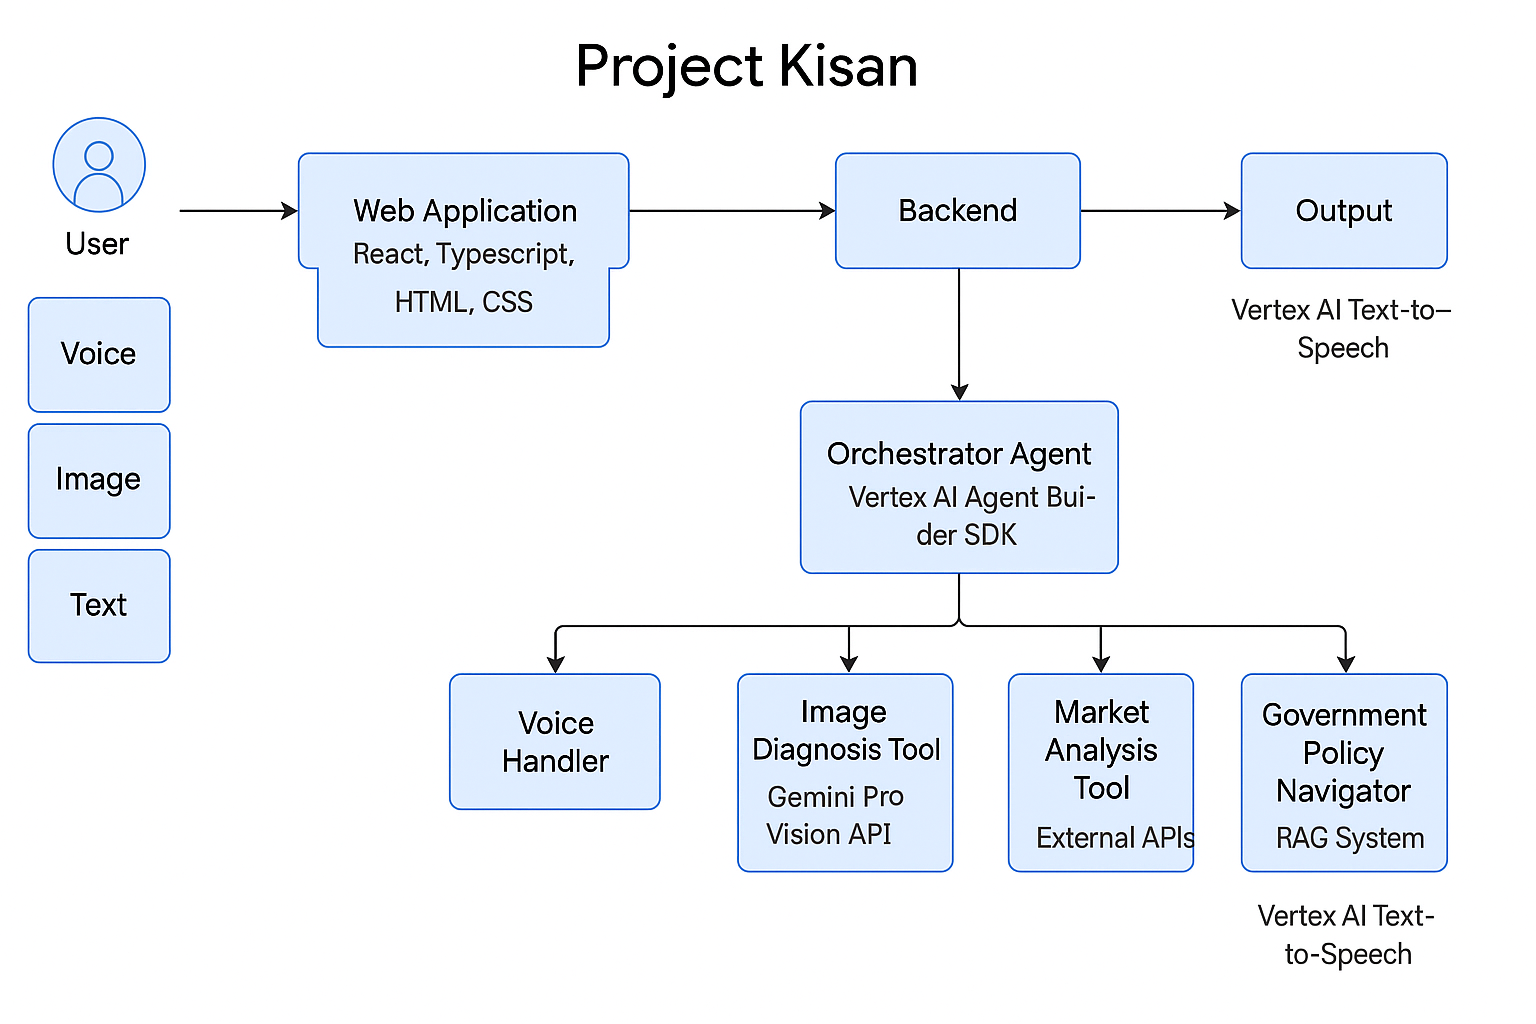 Project Kisan
User
Voice
Image
Text
Web Application
React, Typescript,
HTML, CSS
Backend
Output
Vertex AI Text-to–
Speech
Orchestrator Agent
Vertex AI Agent Bui-
der SDK
Voice
Handler
Image
Diagnosis Tool
Gemini Pro
Vision API
Market
Analysis
Tool
External APIs
Government
Policy
Navigator
RAG System
Vertex AI Text-
to-Speech